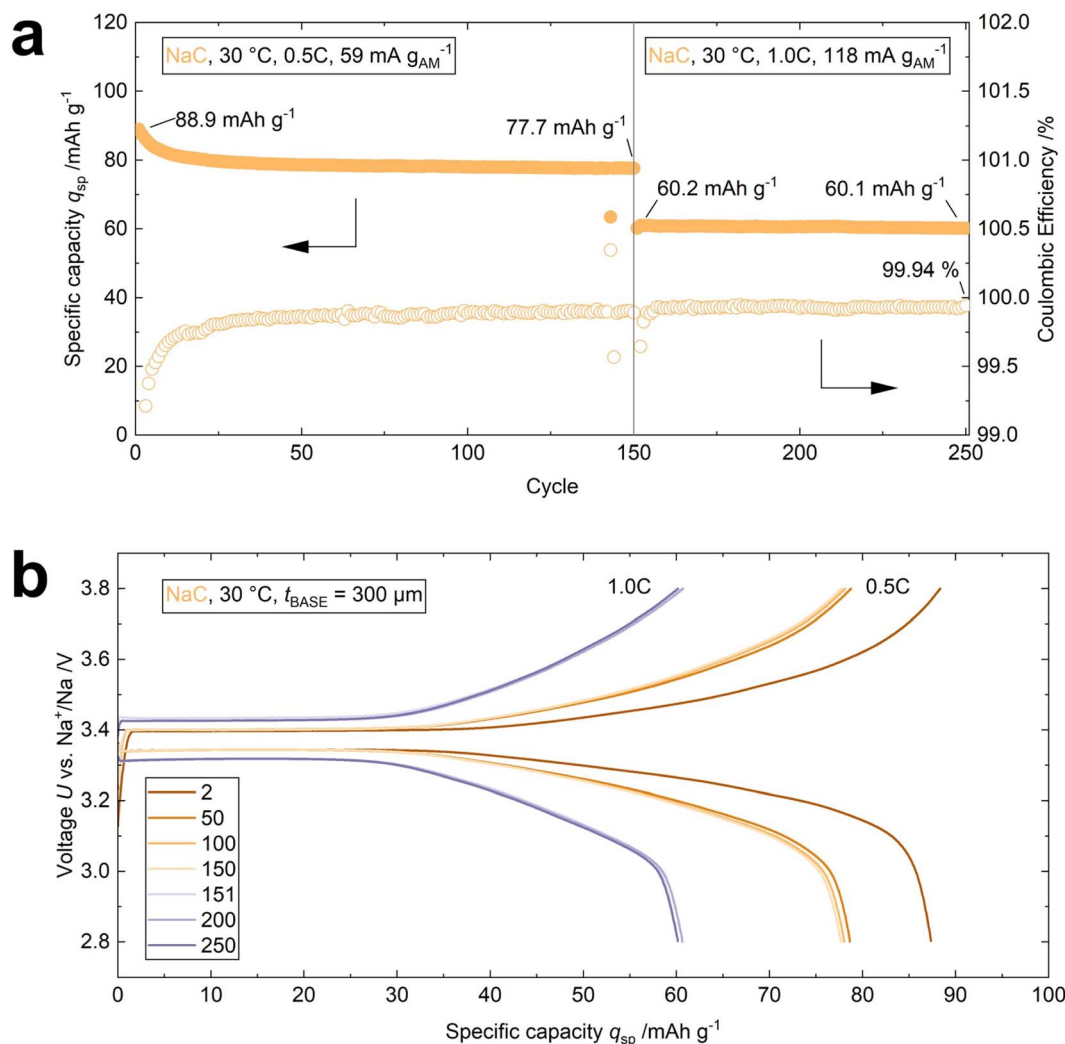 a
NaC, 30 °C, 0.5C, 59 mA g_AM⁻¹
NaC, 30 °C, 1.0C, 118 mA g_AM⁻¹
88.9 mAh g⁻¹
77.7 mAh g⁻¹
60.2 mAh g⁻¹
60.1 mAh g⁻¹
99.94 %
Specific capacity q_sp /mAh g⁻¹
120
100
80
60
40
20
0
Coulombic Efficiency /%
102.0
101.5
101.0
100.5
100.0
99.5
99.0
0 50 100 150 200 250
Cycle
b
NaC, 30 °C, t_BASE = 300 µm
1.0C
0.5C
Voltage U vs. Na⁺/Na /V
3.8
3.6
3.4
3.2
3.0
2.8
2
50
100
150
151
200
250
0 10 20 30 40 50 60 70 80 90 100
Specific capacity q_sp /mAh g⁻¹